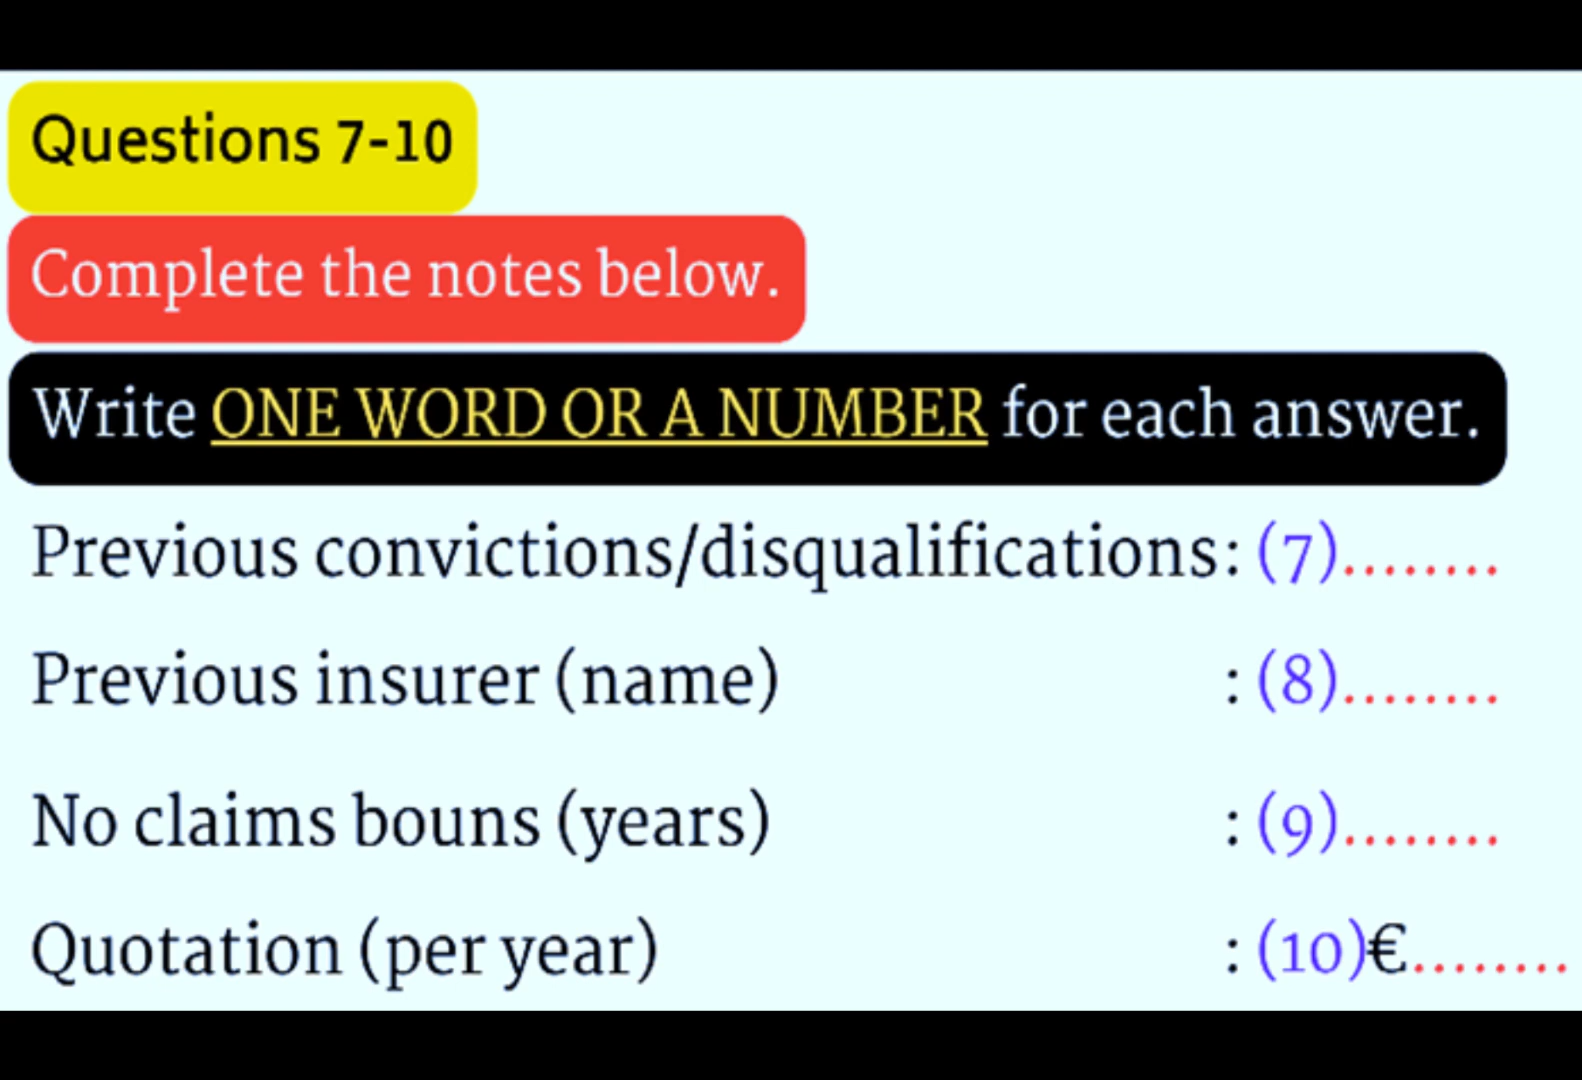 Questions 7-10
Complete the notes below.
Write ONE WORD OR A NUMBER for each answer.
Previous convictions/disqualifications: (7)........
Previous insurer (name) : (8)........
No claims bouns (years) : (9)........
Quotation (per year) : (10)€........